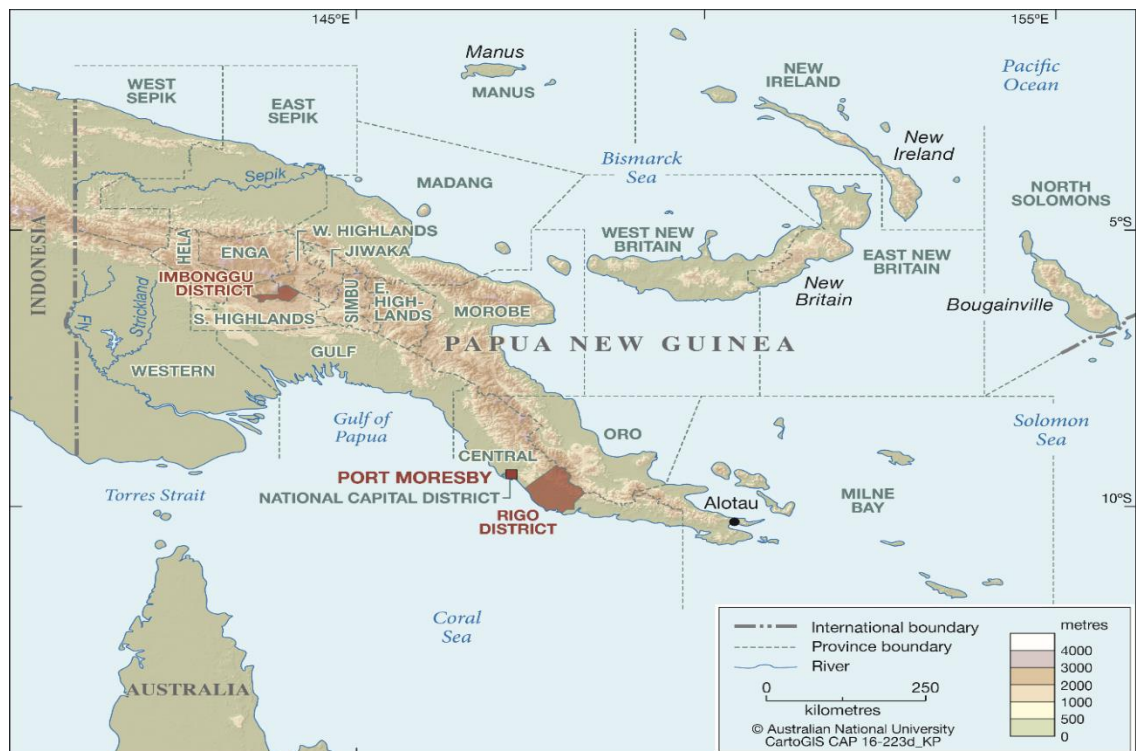 145°E
155°E
Manus
MANUS
WEST
SEPIK
EAST
SEPIK
NEW
IRELAND
Pacific
Ocean
New
Ireland
Bismarck
Sea
Sepik
MADANG
NORTH
SOLOMONS
5°S
INDONESIA
HELA
ENGA
W. HIGHLANDS
JIWAKA
IMBONGGU
DISTRICT
SIMBU
E.
HIGH-
LANDS
S. HIGHLANDS
MOROBE
WEST NEW
BRITAIN
EAST NEW
BRITAIN
New
Britain
Bougainville
Fly
Strickland
WESTERN
GULF
PAPUA NEW GUINEA
Gulf of
Papua
Solomon
Sea
ORO
CENTRAL
PORT MORESBY
NATIONAL CAPITAL DISTRICT
RIGO
DISTRICT
Torres Strait
Alotau
MILNE
BAY
10°S
Coral
Sea
AUSTRALIA
International boundary
Province boundary
River
0 250
kilometres
© Australian National University
CartoGIS CAP 16-223d_KP
metres
4000
3000
2000
1000
500
0